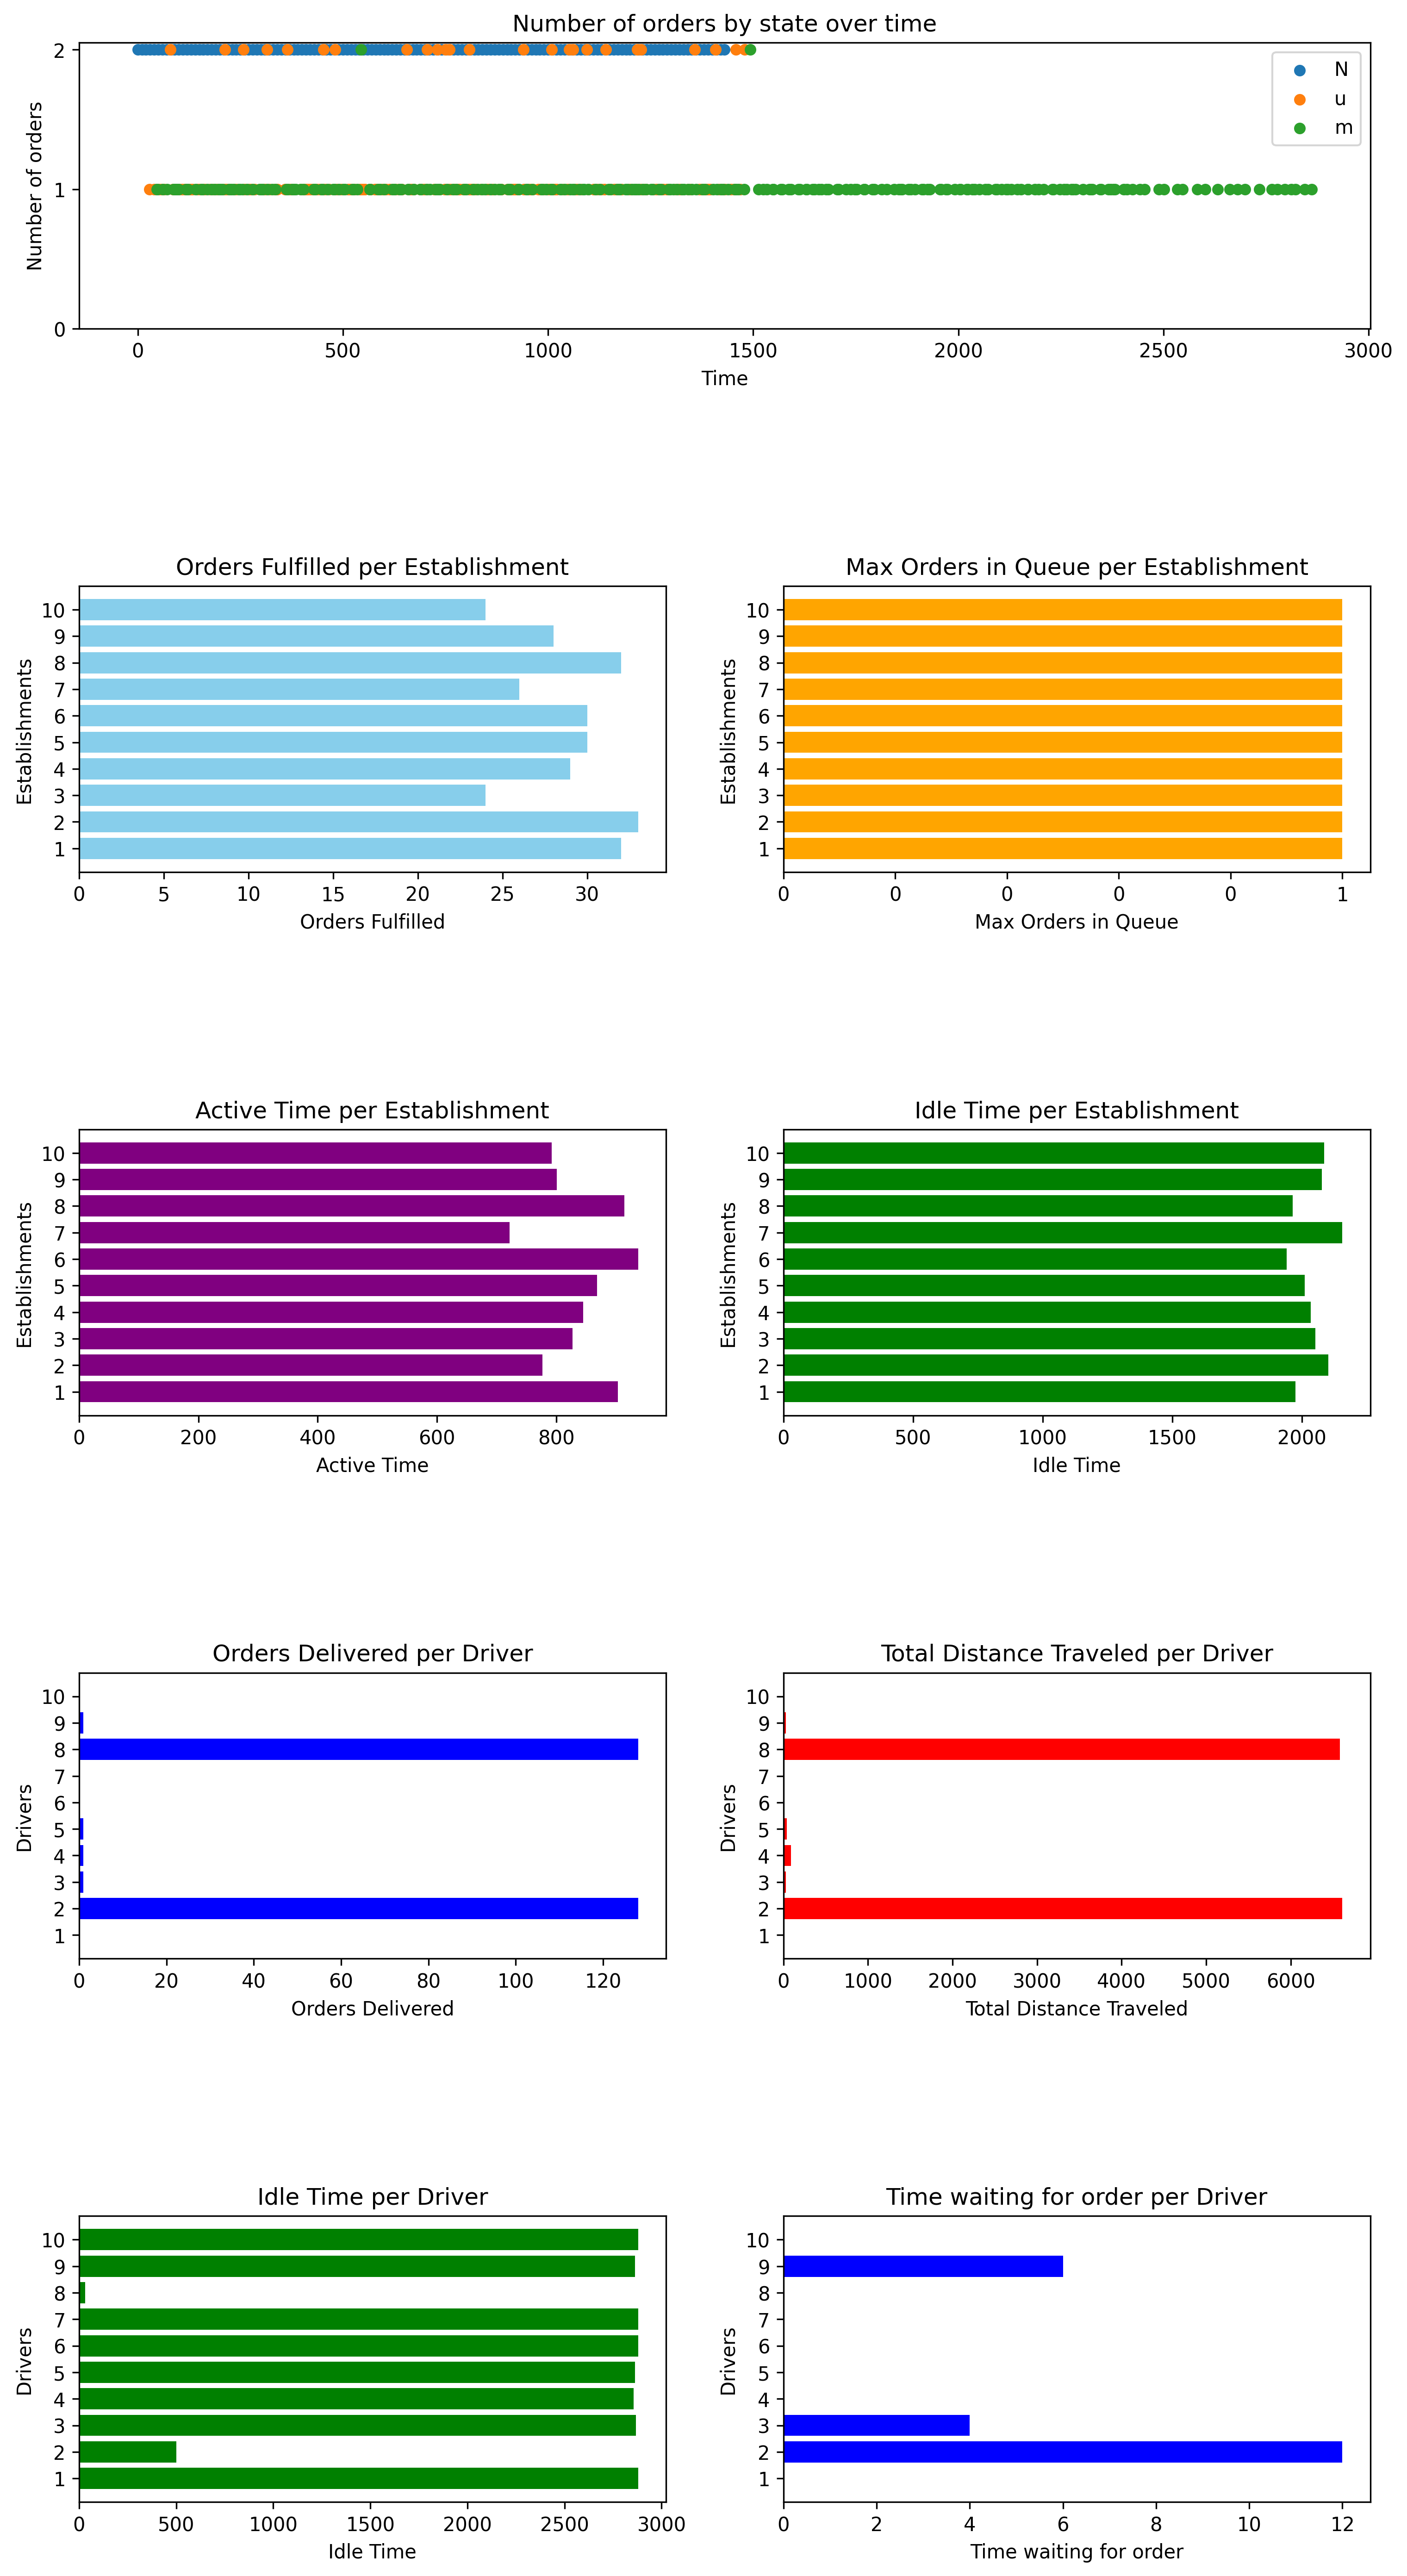 Number of orders by state over time
Number of orders
2
1
0
N
u
m
0 500 1000 1500 2000 2500 3000
Time
Orders Fulfilled per Establishment
Establishments
10
9
8
7
6
5
4
3
2
1
0 5 10 15 20 25 30
Orders Fulfilled
Max Orders in Queue per Establishment
Establishments
10
9
8
7
6
5
4
3
2
1
0 0 0 0 0 1
Max Orders in Queue
Active Time per Establishment
Establishments
10
9
8
7
6
5
4
3
2
1
0 200 400 600 800
Active Time
Idle Time per Establishment
Establishments
10
9
8
7
6
5
4
3
2
1
0 500 1000 1500 2000
Idle Time
Orders Delivered per Driver
Drivers
10
9
8
7
6
5
4
3
2
1
0 20 40 60 80 100 120
Orders Delivered
Total Distance Traveled per Driver
Drivers
10
9
8
7
6
5
4
3
2
1
0 1000 2000 3000 4000 5000 6000
Total Distance Traveled
Idle Time per Driver
Drivers
10
9
8
7
6
5
4
3
2
1
0 500 1000 1500 2000 2500 3000
Idle Time
Time waiting for order per Driver
Drivers
10
9
8
7
6
5
4
3
2
1
0 2 4 6 8 10 12
Time waiting for order